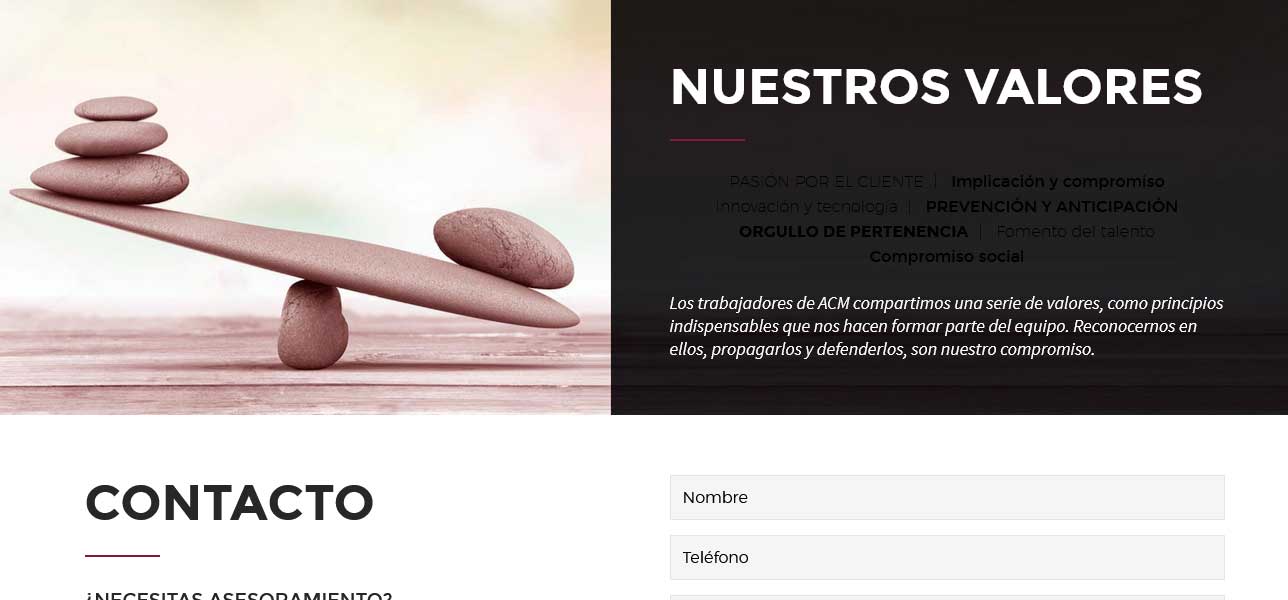 NUESTROS VALORES
PASIÓN POR EL CLIENTE | Implicación y compromiso
Innovación y tecnología | PREVENCIÓN Y ANTICIPACIÓN
ORGULLO DE PERTENENCIA | Fomento del talento
Compromiso social
Los trabajadores de ACM compartimos una serie de valores, como principios
indispensables que nos hacen formar parte del equipo. Reconocernos en
ellos, propagarlos y defenderlos, son nuestro compromiso.
CONTACTO
¿NECESITAS ASESORAMIENTO?
Nombre
Teléfono